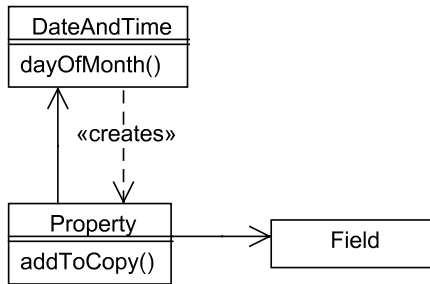 DateAndTime
dayOfMonth()
«creates»
Property
addToCopy()
Field